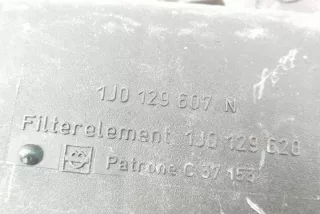 1J0 129 607 N
Filterelement 1J0 129 620
Patrone C 37 153